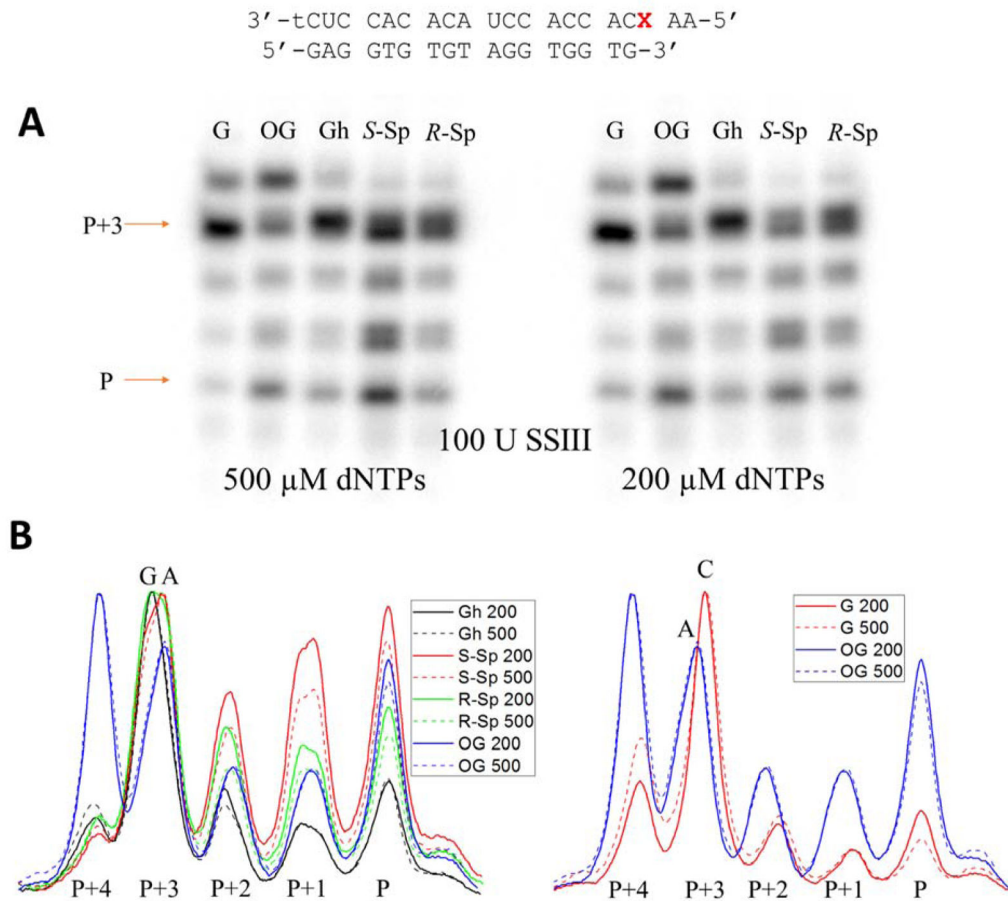 3′-tCUC CAC ACA UCC ACC ACX AA-5′
5′-GAG GTG TGT AGG TGG TG-3′
A
G OG Gh S-Sp R-Sp G OG Gh S-Sp R-Sp
P+3
P
100 U SSIII
500 µM dNTPs 200 µM dNTPs
B
G A
Gh 200
Gh 500
S-Sp 200
S-Sp 500
R-Sp 200
R-Sp 500
OG 200
OG 500
P+4 P+3 P+2 P+1 P
C
A
G 200
G 500
OG 200
OG 500
P+4 P+3 P+2 P+1 P